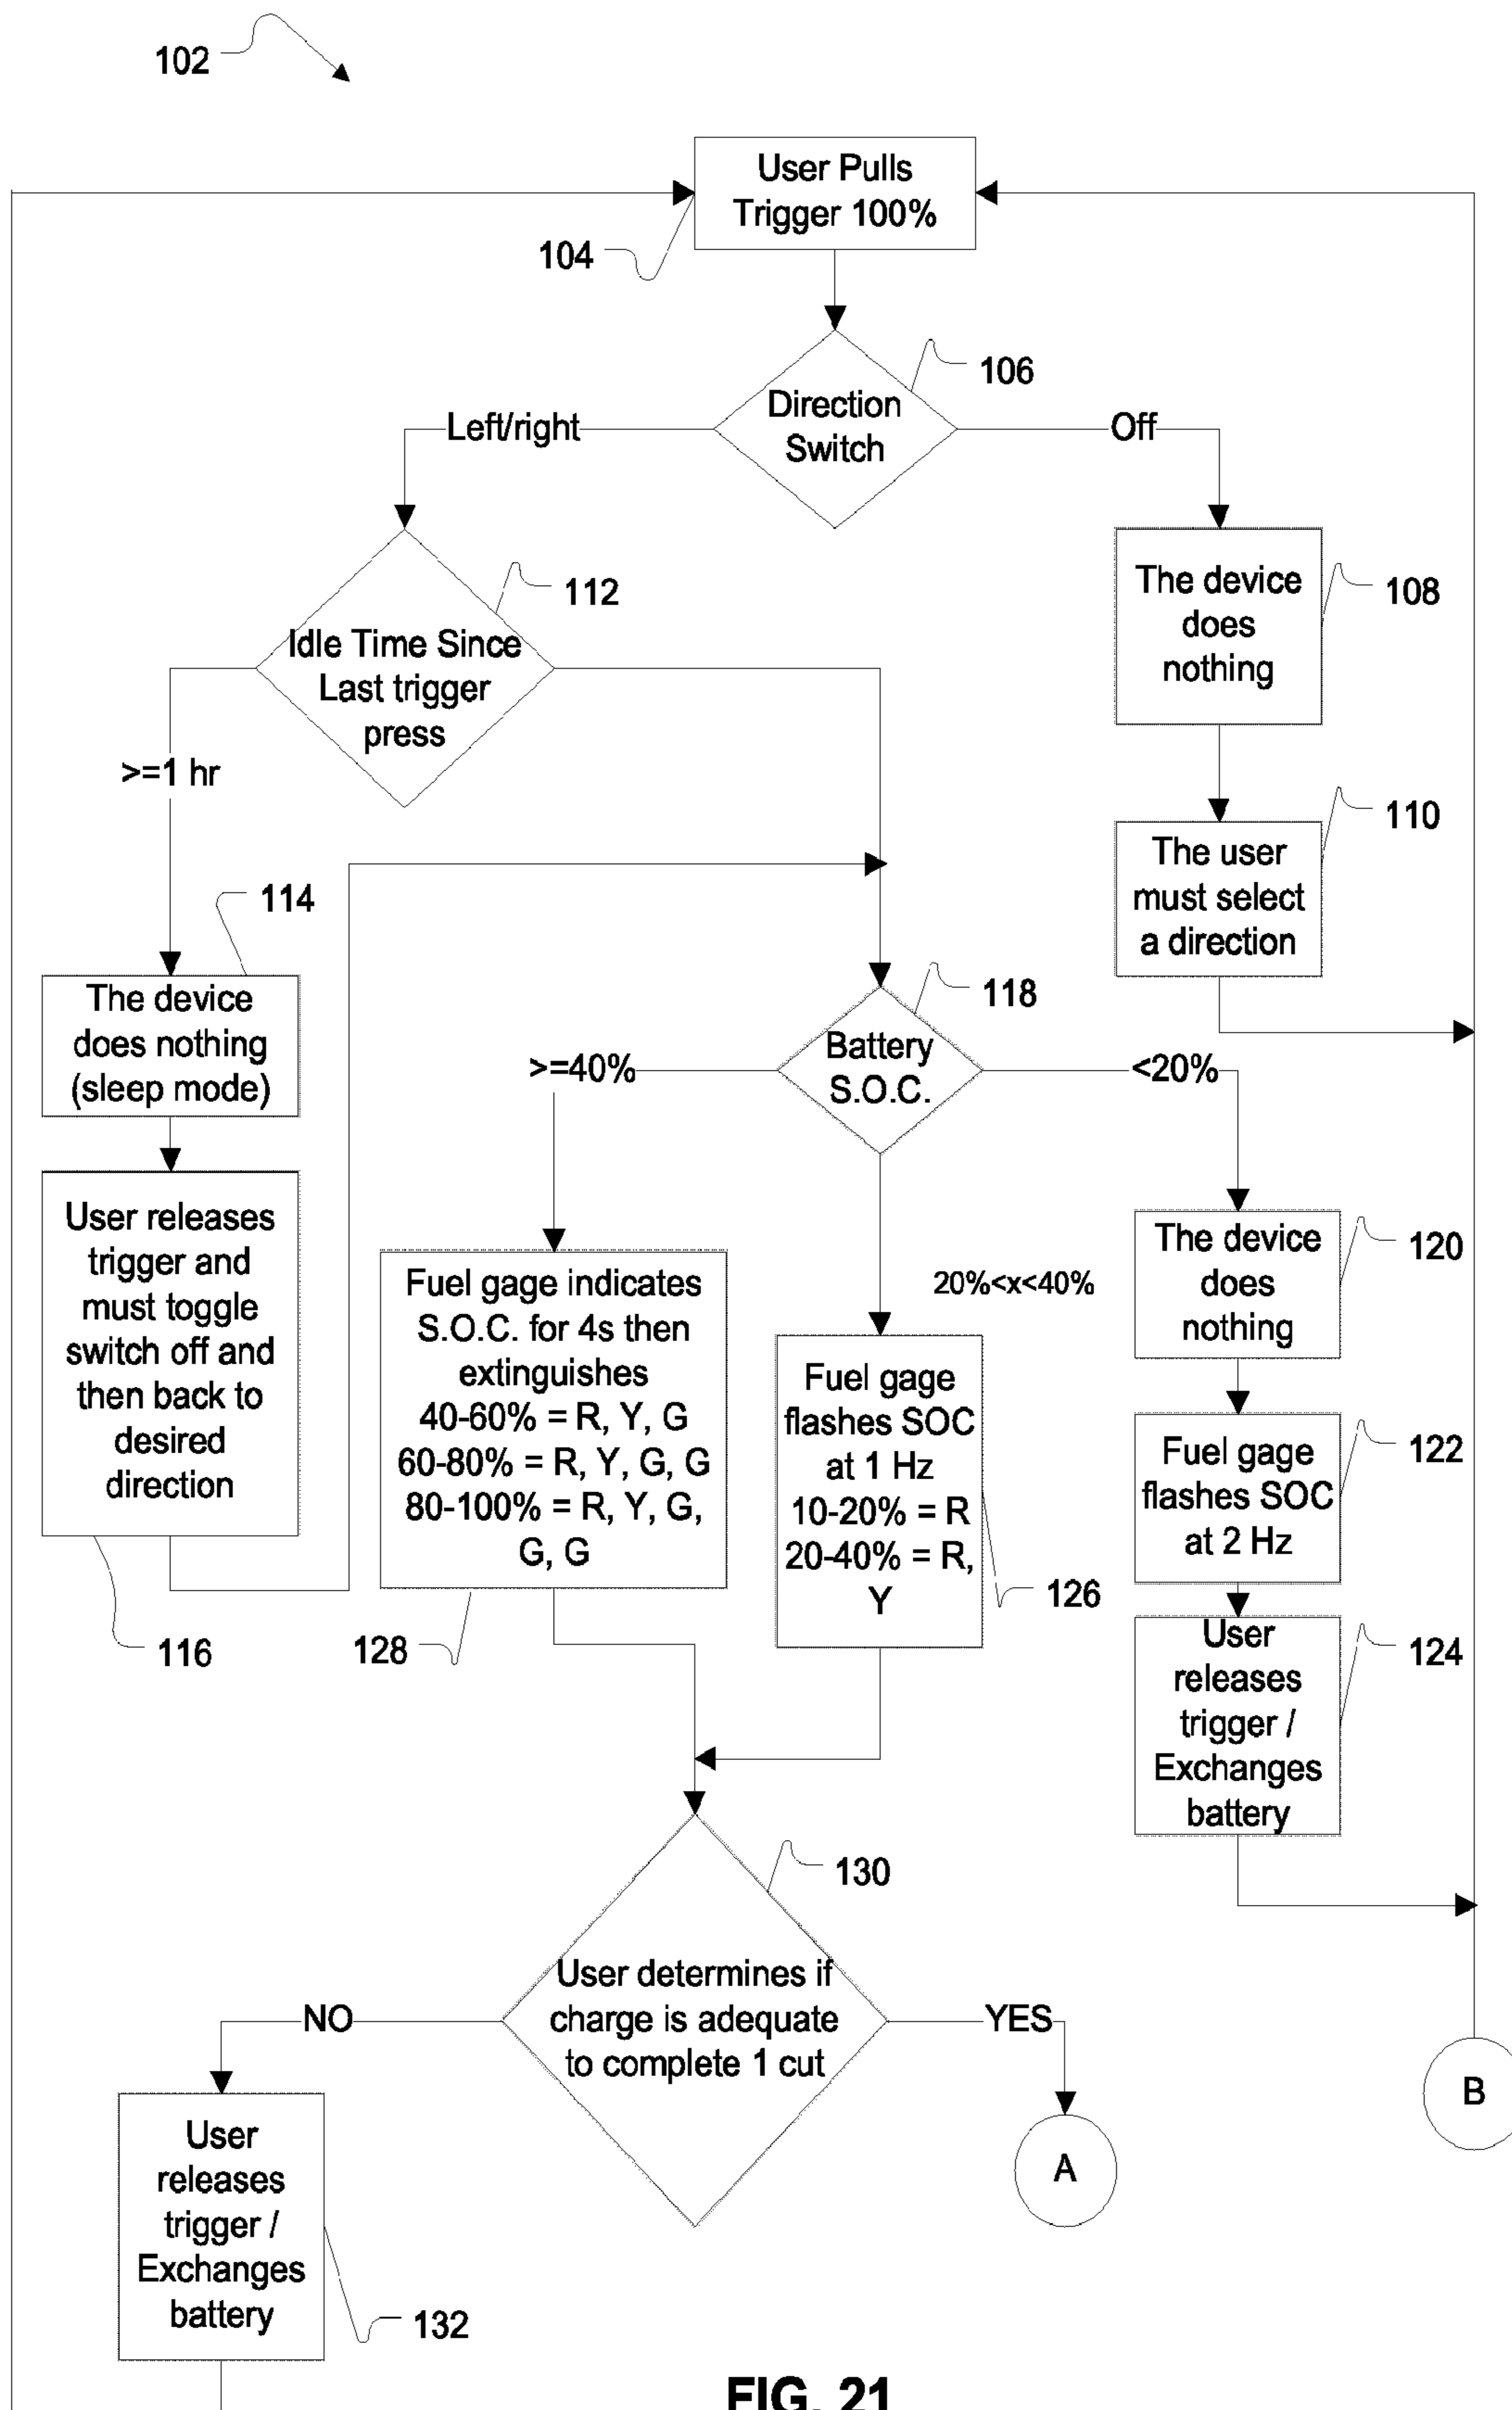 102
User Pulls
Trigger 100%
104
106
Direction
Switch
Left/right
Off
112
Idle Time Since
Last trigger
press
The device
does
nothing
108
>=1 hr
The user
must select
a direction
110
114
The device
does nothing
(sleep mode)
118
Battery
S.O.C.
>=40%
<20%
User releases
trigger and
must toggle
switch off and
then back to
desired
direction
116
Fuel gage indicates
S.O.C. for 4s then
extinguishes
40-60% = R, Y, G
60-80% = R, Y, G, G
80-100% = R, Y, G,
G, G
128
20%<x<40%
Fuel gage
flashes SOC
at 1 Hz
10-20% = R
20-40% = R,
Y
126
The device
does
nothing
120
Fuel gage
flashes SOC
at 2 Hz
122
User
releases
trigger /
Exchanges
battery
124
130
User determines if
charge is adequate
to complete 1 cut
NO
YES
A
B
User
releases
trigger /
Exchanges
battery
132
FIG. 21